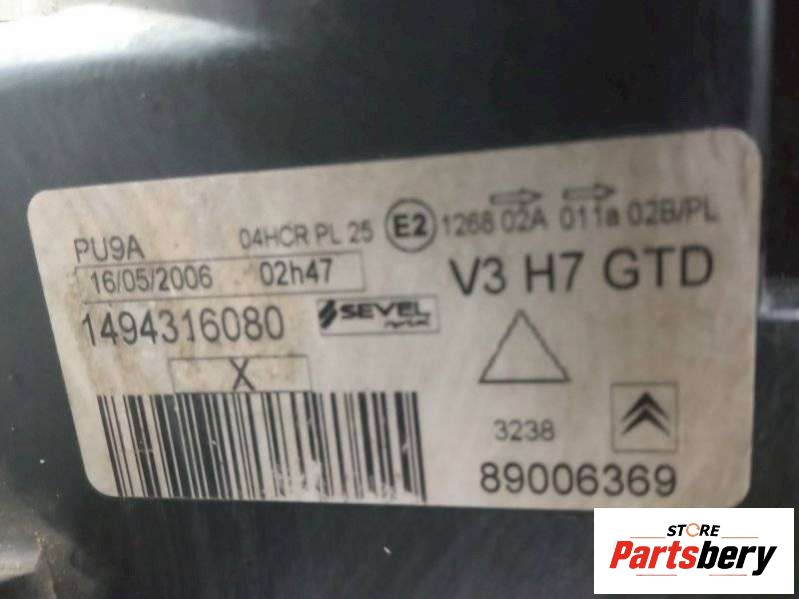 PU9A 04HCR PL 25 E2 1268 02A 011a 02B/PL
16/05/2006 02h47 V3 H7 GTD
1494316080 SEVEL
X
3238
89006369
STORE
Partsbery